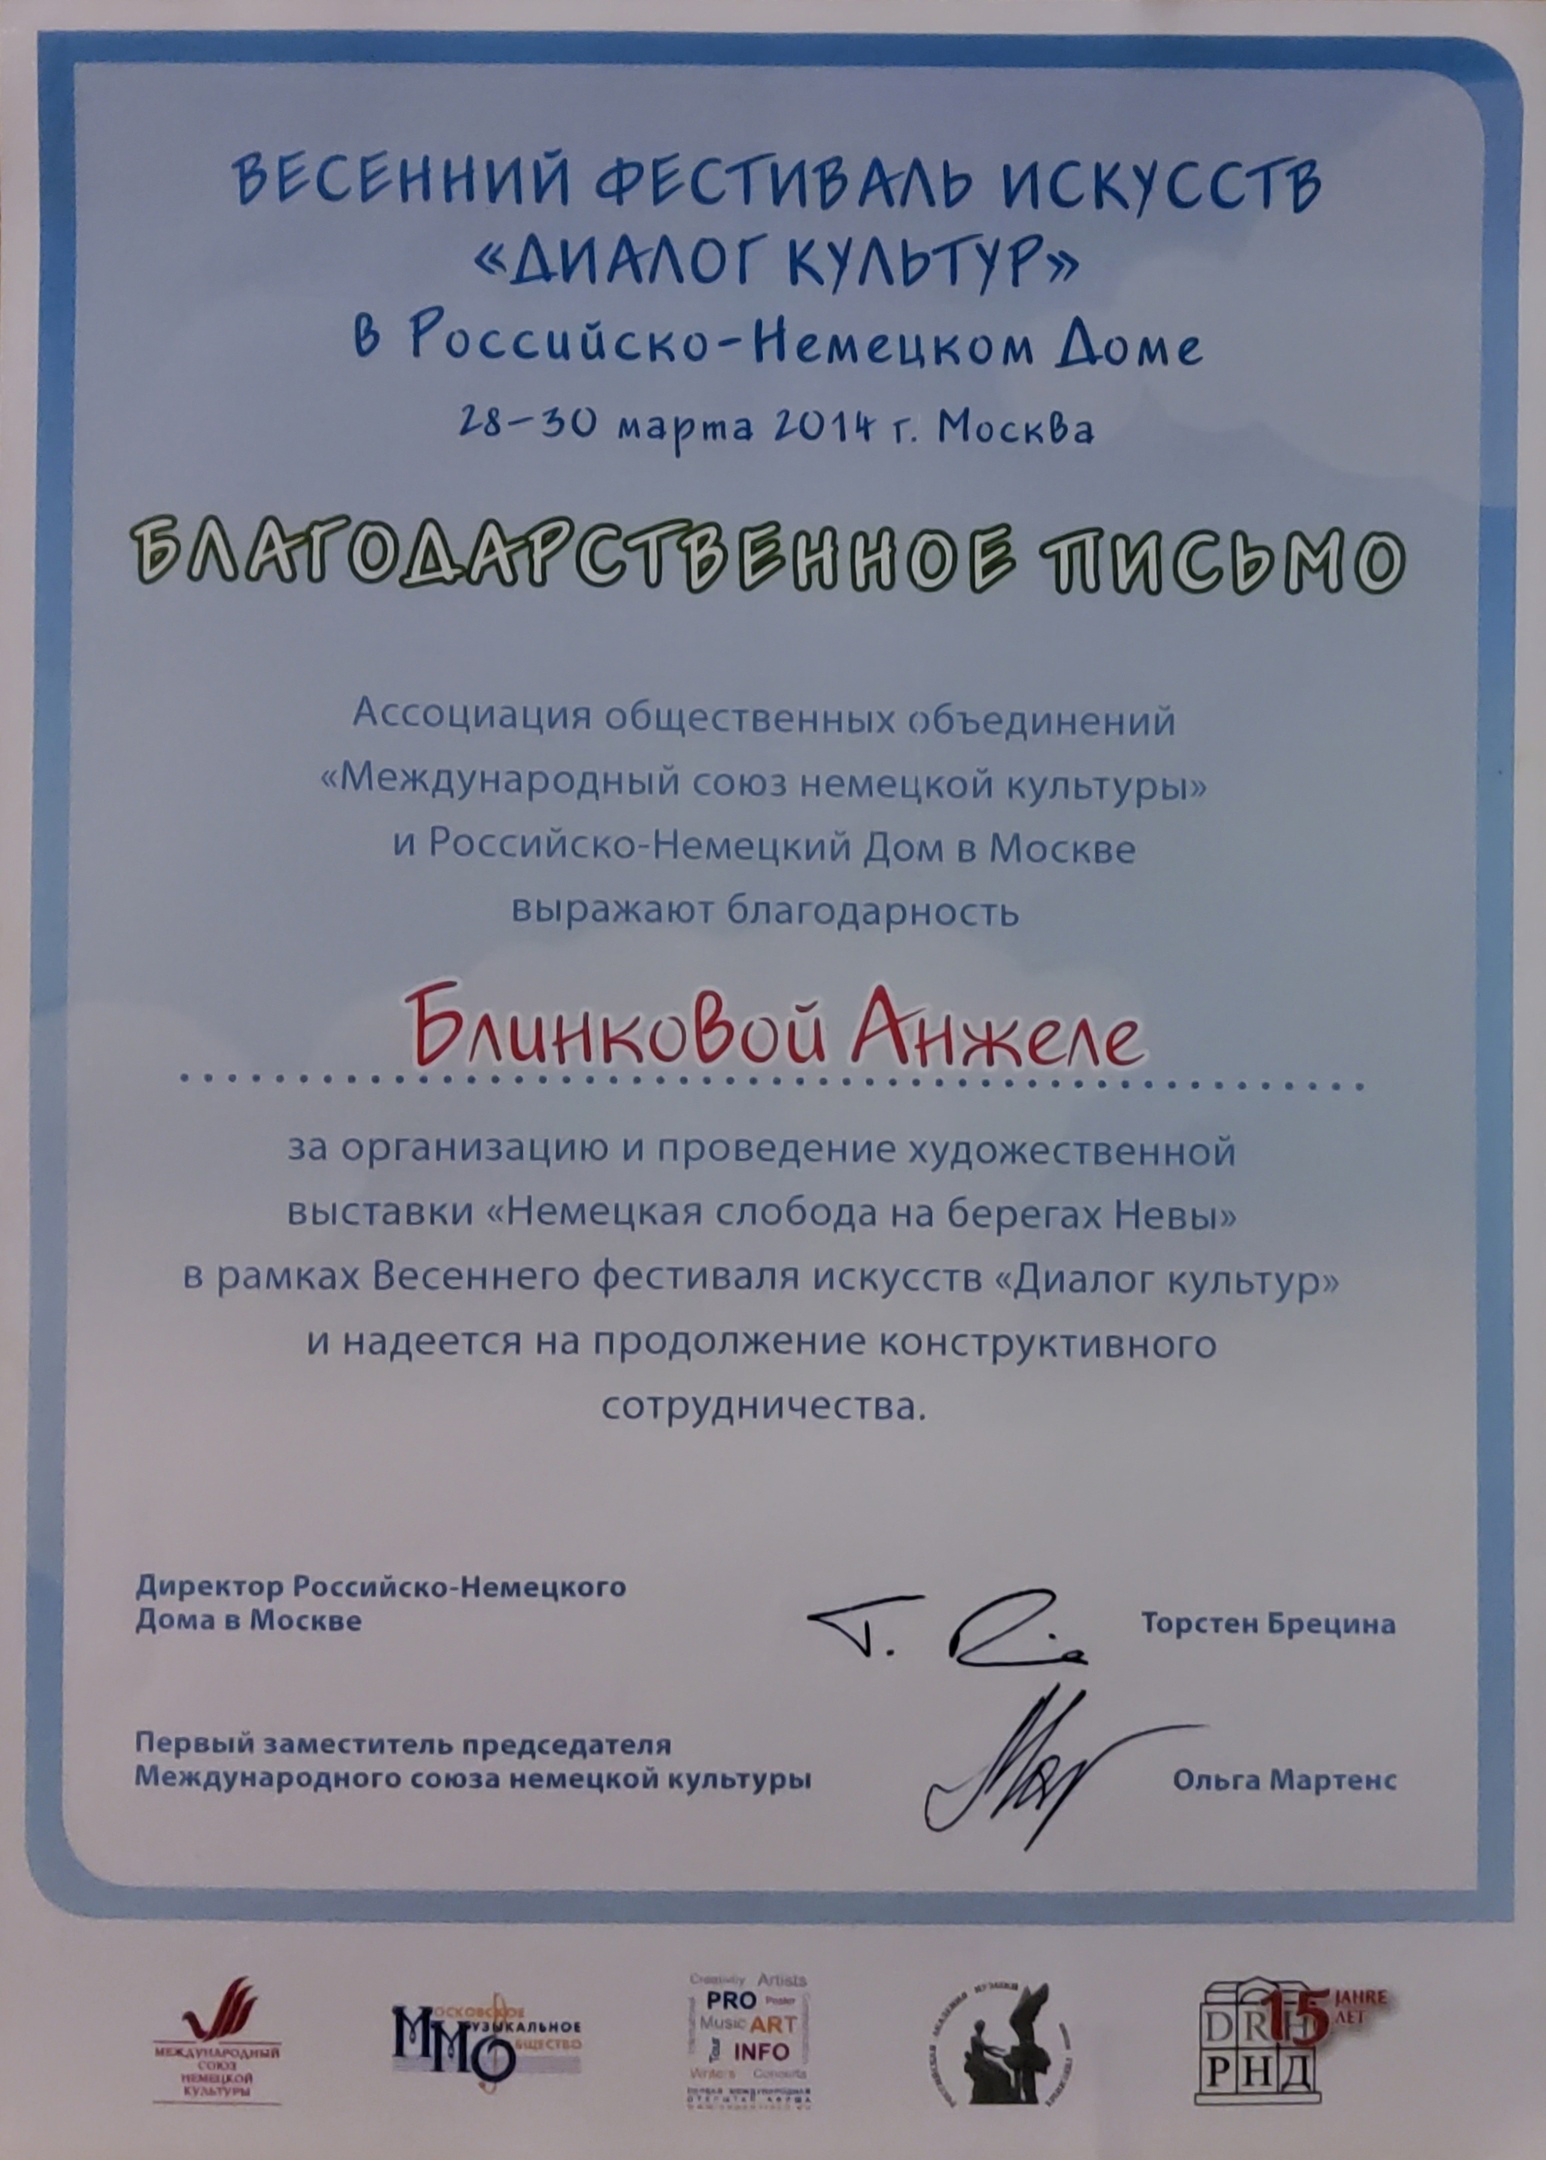 ВЕСЕННИЙ ФЕСТИВАЛЬ ИСКУССТВ
«ДИАЛОГ КУЛЬТУР»
в Российско-Немецком Доме
28–30 марта 2014 г. Москва
БЛАГОДАРСТВЕННОЕ ПИСЬМО
Ассоциация общественных объединений
«Международный союз немецкой культуры»
и Российско-Немецкий Дом в Москве
выражают благодарность
Блинковой Анжеле
за организацию и проведение художественной
выставки «Немецкая слобода на берегах Невы»
в рамках Весеннего фестиваля искусств «Диалог культур»
и надеется на продолжение конструктивного
сотрудничества.
Директор Российско-Немецкого
Дома в Москве
Торстен Брецина
Первый заместитель председателя
Международного союза немецкой культуры
Ольга Мартенс
МЕЖДУНАРОДНЫЙ
СОЮЗ
НЕМЕЦКОЙ
КУЛЬТУРЫ
МОСКОВСКОЕ
МУЗЫКАЛЬНОЕ
ОБЩЕСТВО
Creativity Artists
PRO Poster
Music ART
Tour INFO
Writers Concerts
DRH 15 JAHRE
ЛЕТ
РНД